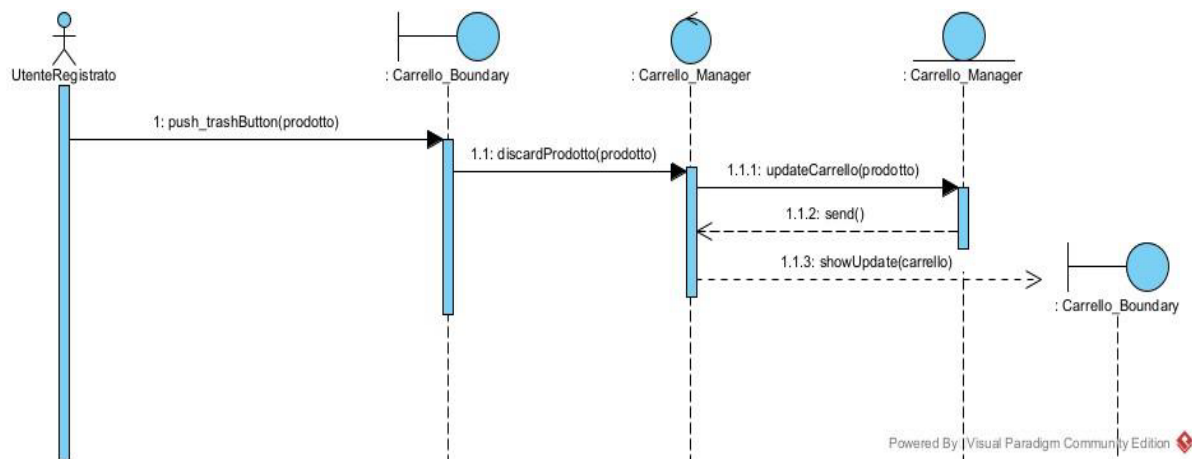 UtenteRegistrato
: Carrello_Boundary
: Carrello_Manager
: Carrello_Manager
1: push_trashButton(prodotto)
1.1: discardProdotto(prodotto)
1.1.1: updateCarrello(prodotto)
1.1.2: send()
1.1.3: showUpdate(carrello)
: Carrello_Boundary
Powered By Visual Paradigm Community Edition